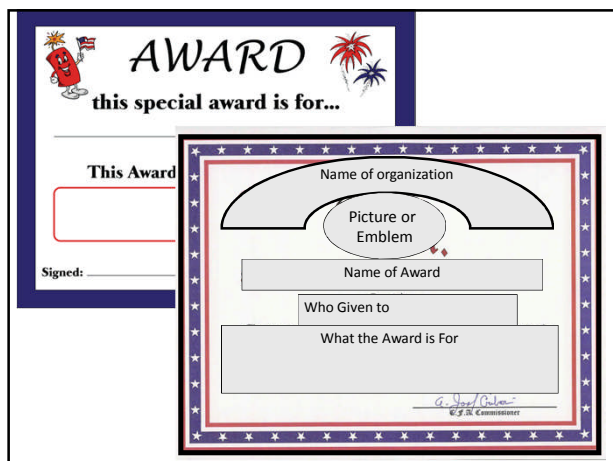 AWARD
this special award is for...
This Award
Signed:
Name of organization
Picture or
Emblem
Name of Award
Who Given to
What the Award is For
Commissioner